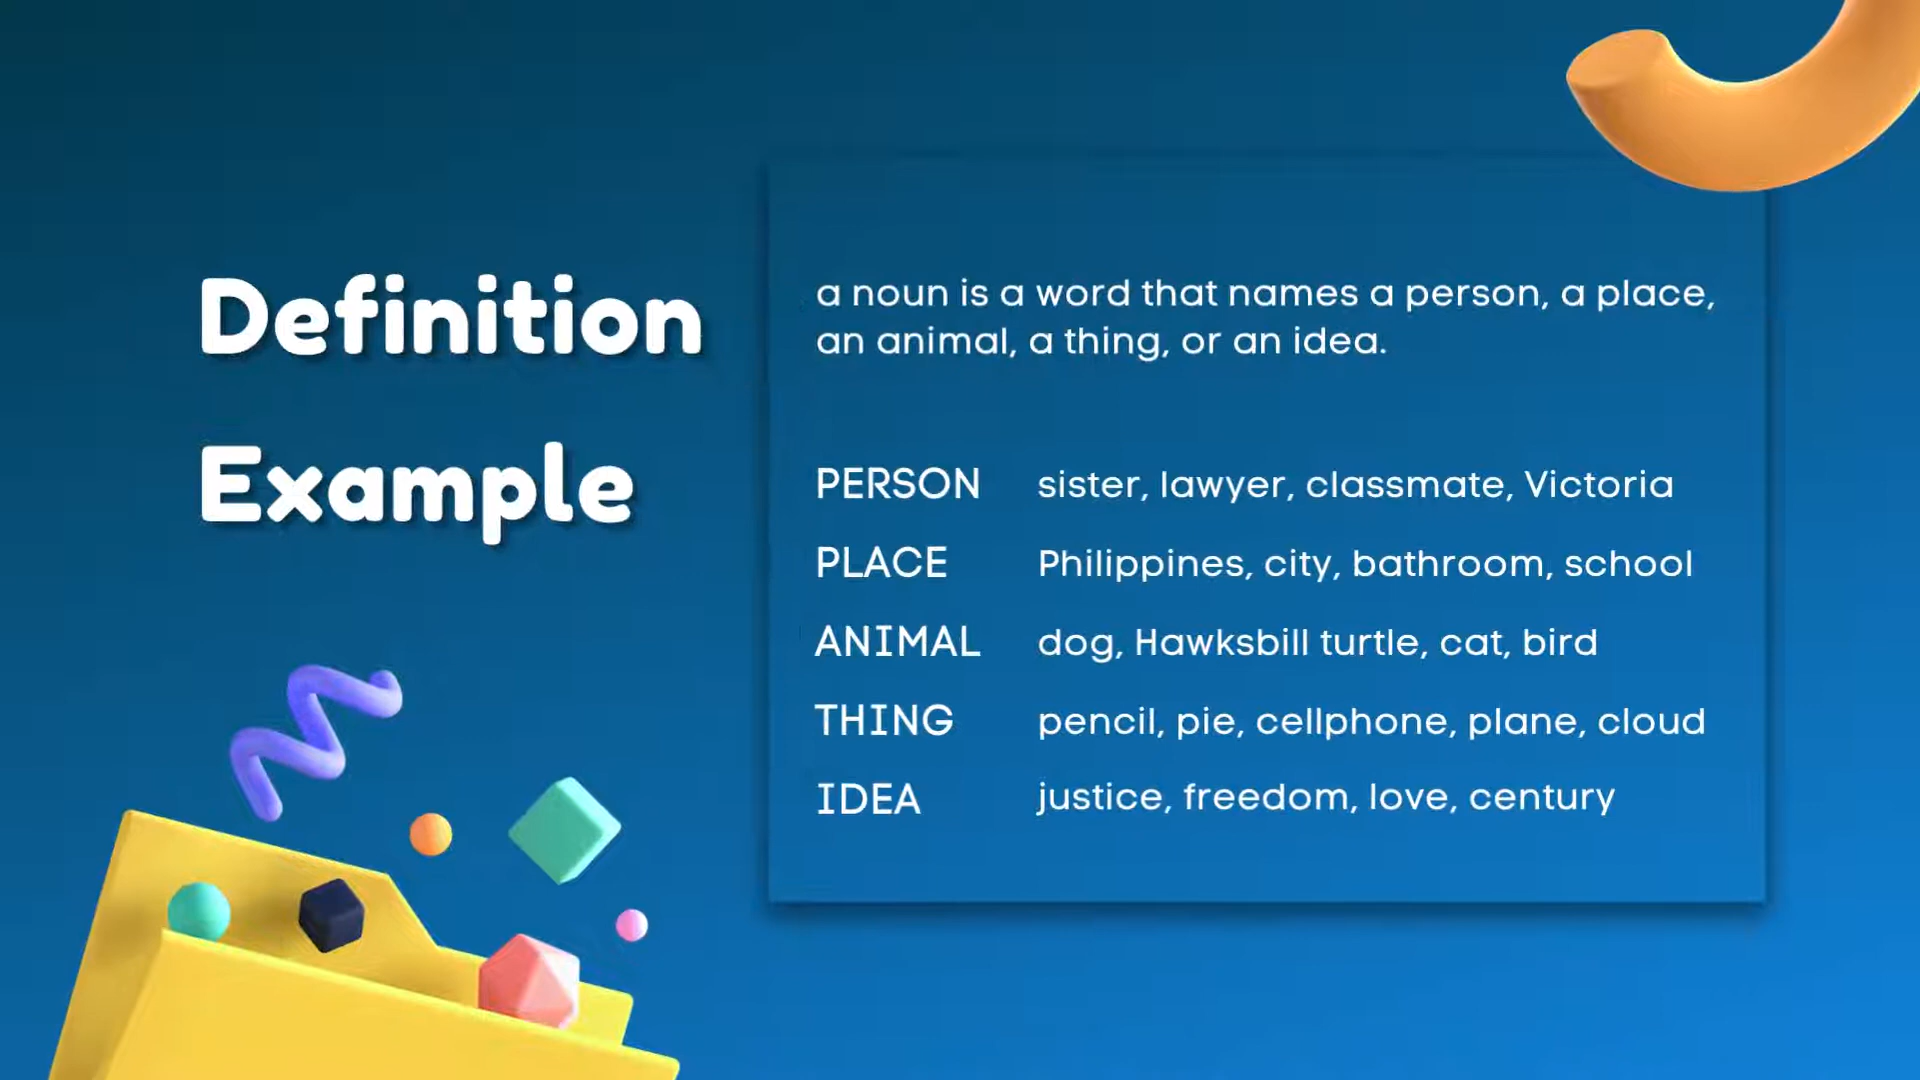 Definition
a noun is a word that names a person, a place,
an animal, a thing, or an idea.
Example
PERSON sister, lawyer, classmate, Victoria
PLACE Philippines, city, bathroom, school
ANIMAL dog, Hawksbill turtle, cat, bird
THING pencil, pie, cellphone, plane, cloud
IDEA justice, freedom, love, century